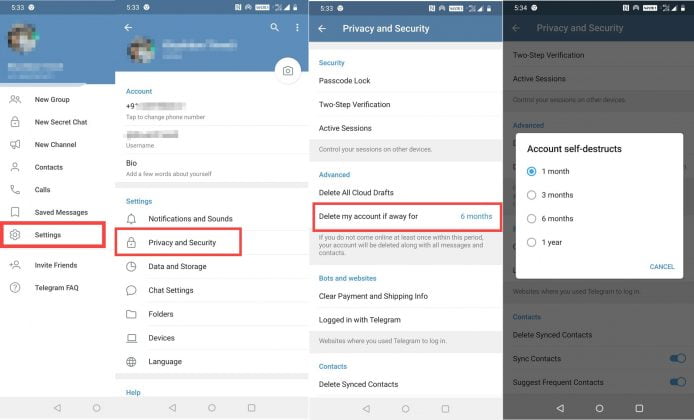 5:33
New Group
New Secret Chat
New Channel
Contacts
Calls
Saved Messages
Settings
Invite Friends
Telegram FAQ
5:33
Account
+91
Tap to change phone number
Username
Bio
Add a few words about yourself
Settings
Notifications and Sounds
Privacy and Security
Data and Storage
Chat Settings
Folders
Devices
Language
Help
5:33
Privacy and Security
Security
Passcode Lock
Two-Step Verification
Active Sessions
Control your sessions on other devices.
Advanced
Delete All Cloud Drafts
Delete my account if away for 6 months
If you do not come online at least once within this period,
your account will be deleted along with all messages and
contacts.
Bots and websites
Clear Payment and Shipping Info
Logged in with Telegram
Websites where you used Telegram to log in.
Contacts
Delete Synced Contacts
5:34
Privacy and Security
Two-Step Verification
Active Sessions
Control your sessions on other devices.
Advanced
Account self-destructs
1 month
3 months
6 months
1 year
CANCEL
Websites where you used Telegram to log in.
Contacts
Delete Synced Contacts
Sync Contacts
Suggest Frequent Contacts